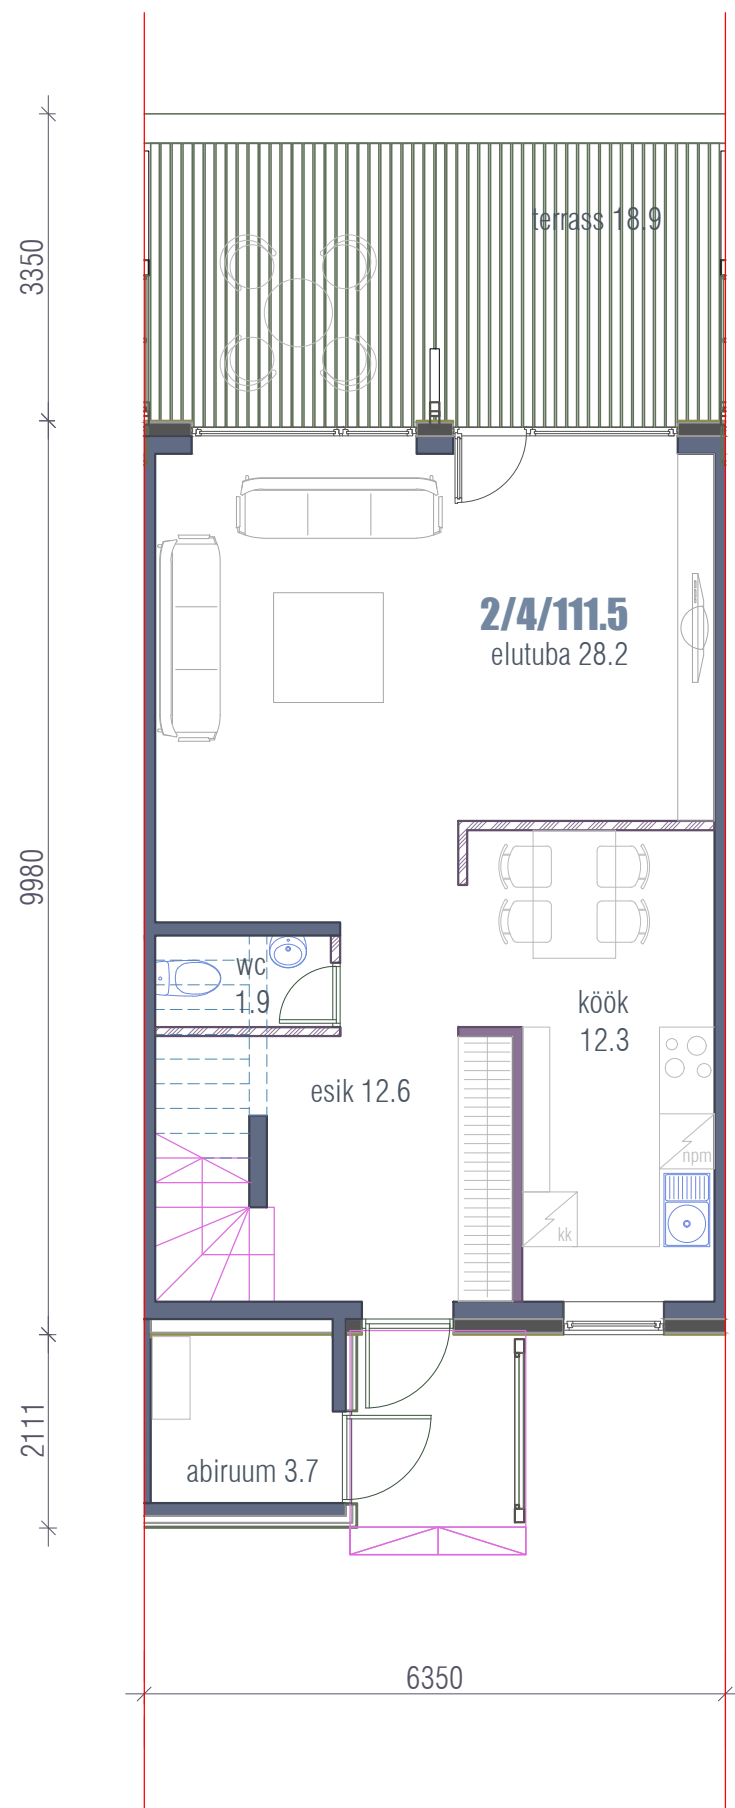 terrass 18.9
3350
2/4/111.5
elutuba 28.2
9980
wc
1.9
köök
12.3
esik 12.6
npm
kk
2111
abiruum 3.7
6350